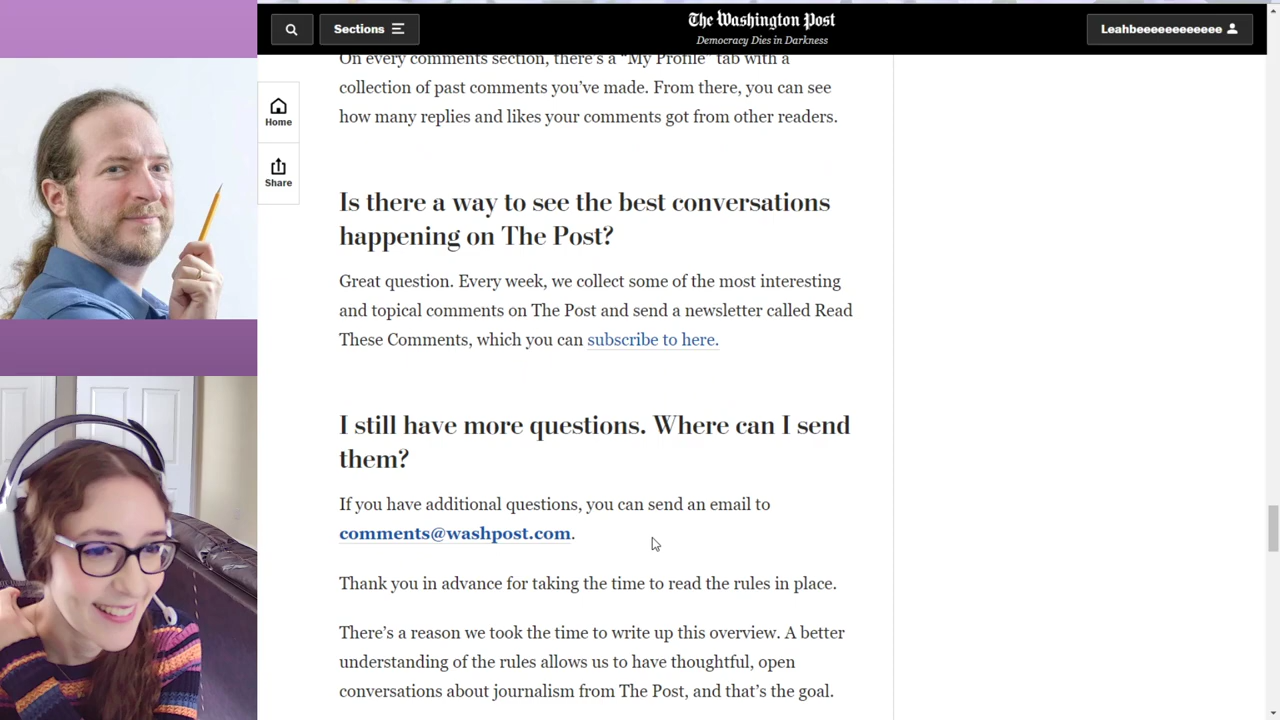 Sections
The Washington Post
Democracy Dies in Darkness
Leahbeeeeeeeeeeee
Home
Share
On every comments section, there's a “My Profile” tab with a
collection of past comments you've made. From there, you can see
how many replies and likes your comments got from other readers.
Is there a way to see the best conversations
happening on The Post?
Great question. Every week, we collect some of the most interesting
and topical comments on The Post and send a newsletter called Read
These Comments, which you can subscribe to here.
I still have more questions. Where can I send
them?
If you have additional questions, you can send an email to
comments@washpost.com.
Thank you in advance for taking the time to read the rules in place.
There's a reason we took the time to write up this overview. A better
understanding of the rules allows us to have thoughtful, open
conversations about journalism from The Post, and that's the goal.